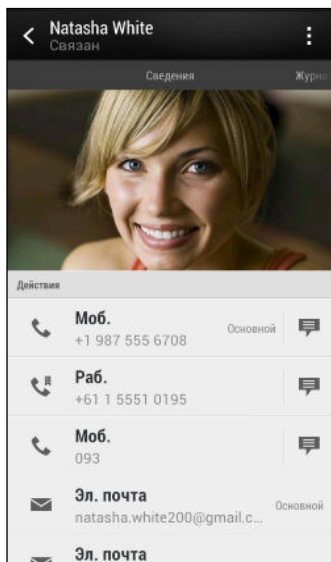 Natasha White
Связан
Сведения Журна
Действия
Моб.
+1 987 555 6708 Основной
Раб.
+61 1 5551 0195
Моб.
093
Эл. почта
natasha.white200@gmail.c... Основной
Эл. почта